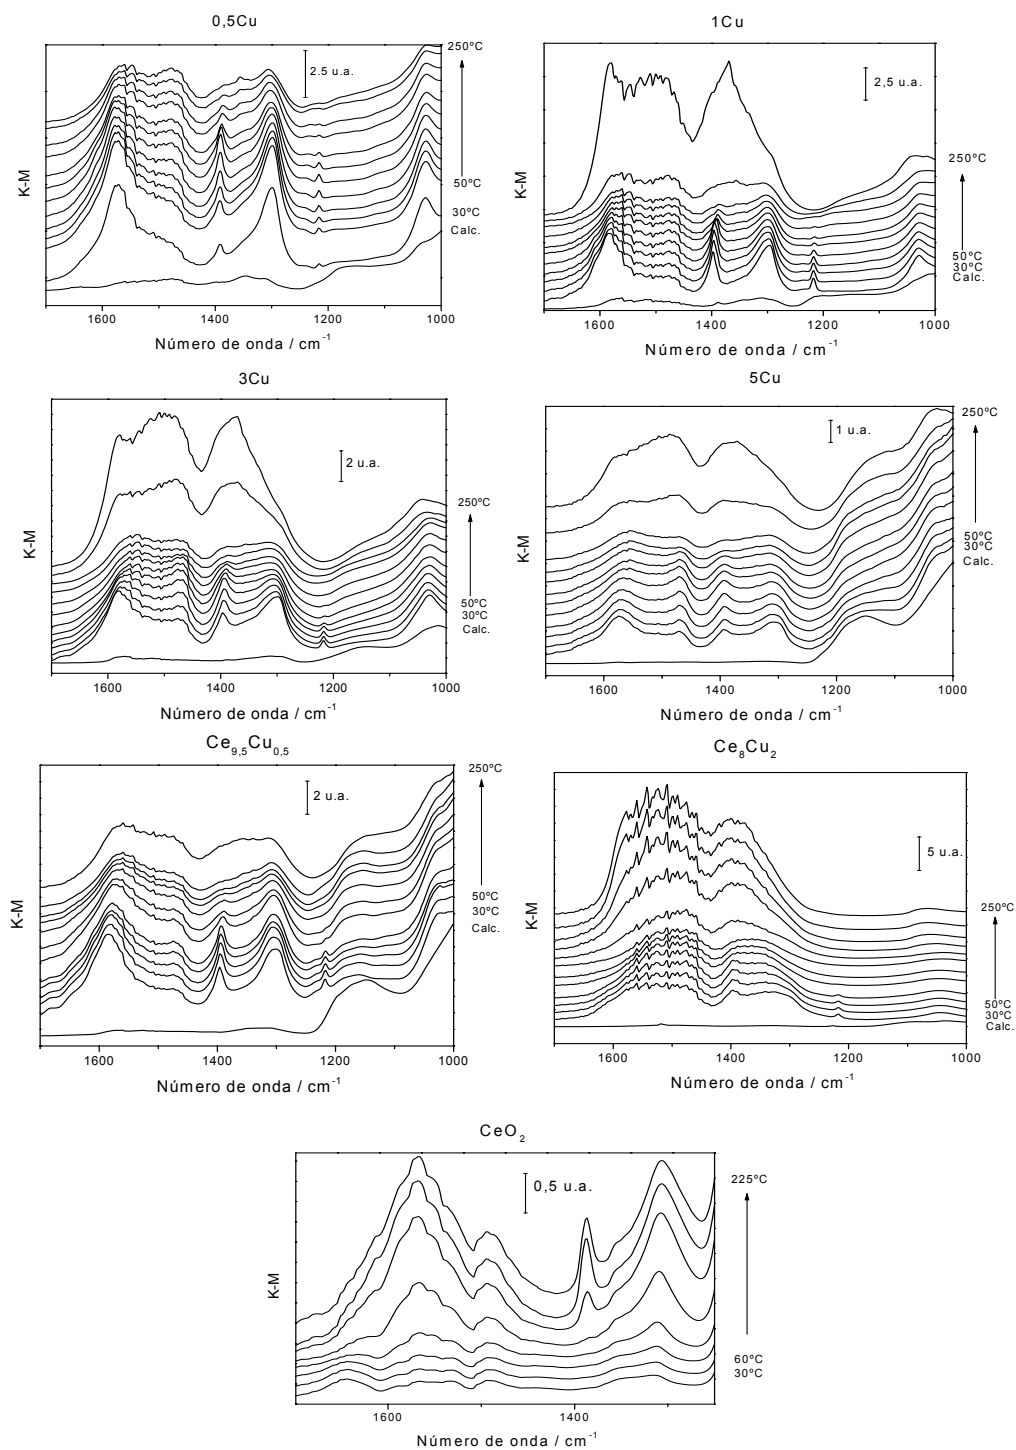 0,5Cu
250ºC
2.5 u.a.
K-M
50ºC
30ºC
Calc.
1600 1400 1200 1000
Número de onda / cm-1
1Cu
2,5 u.a.
250ºC
K-M
50ºC
30ºC
Calc.
1600 1400 1200 1000
Número de onda / cm-1
3Cu
2 u.a.
250ºC
K-M
50ºC
30ºC
Calc.
1600 1400 1200 1000
Número de onda / cm-1
5Cu
250ºC
1 u.a.
K-M
50ºC
30ºC
Calc.
1600 1400 1200 1000
Número de onda / cm-1
Ce9,5Cu0,5
250ºC
2 u.a.
K-M
50ºC
30ºC
Calc.
1600 1400 1200 1000
Número de onda / cm-1
Ce8Cu2
5 u.a.
250ºC
K-M
50ºC
30ºC
Calc.
1600 1400 1200 1000
Número de onda / cm-1
CeO2
225ºC
0,5 u.a.
K-M
60ºC
30ºC
1600 1400
Número de onda / cm-1